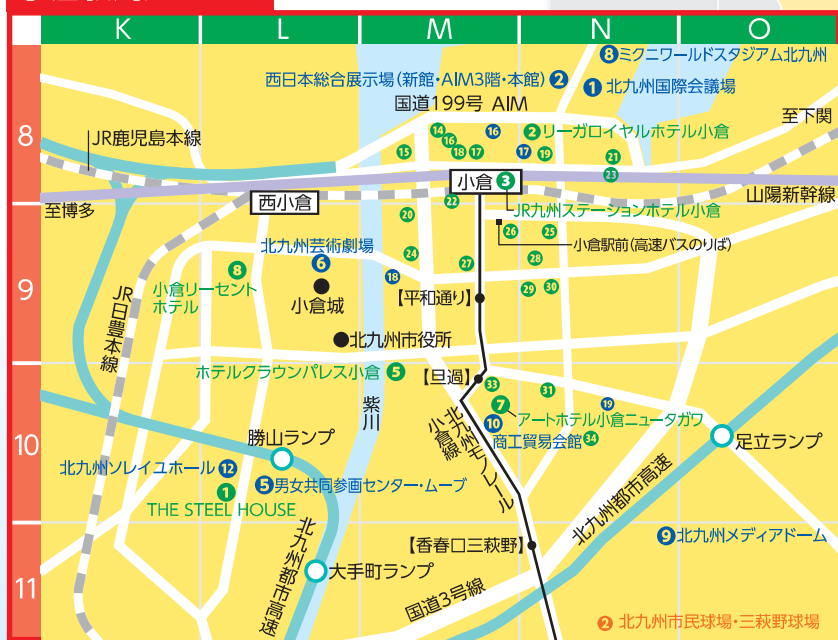 K
L
M
N
O
8
9
10
11
8 ミクニワールドスタジアム北九州
西日本総合展示場(新館・AIM3階・本館) 2
1 北九州国際会議場
国道199号 AIM
至下関
JR鹿児島本線
14
16
16
2 リーガロイヤルホテル小倉
15
18
17
17
19
21
23
小倉 3
山陽新幹線
西小倉
至博多
22
JR九州ステーションホテル小倉
20
26
25
小倉駅前(高速バスのりば)
北九州芸術劇場
6
24
27
28
8
小倉リーセント
ホテル
18
小倉城
29
30
【平和通り】
JR日豊本線
北九州市役所
ホテルクラウンパレス小倉 5
【旦過】
33
31
紫川
7
アートホテル小倉ニュータガワ
19
10
商工貿易会館
34
北九州モノレール
小倉線
足立ランプ
勝山ランプ
北九州ソレイユホール 12
5 男女共同参画センター・ムーブ
1
THE STEEL HOUSE
北九州都市高速
北九州都市高速
9 北九州メディアドーム
【香春口三萩野】
大手町ランプ
国道3号線
2 北九州市民球場・三萩野球場